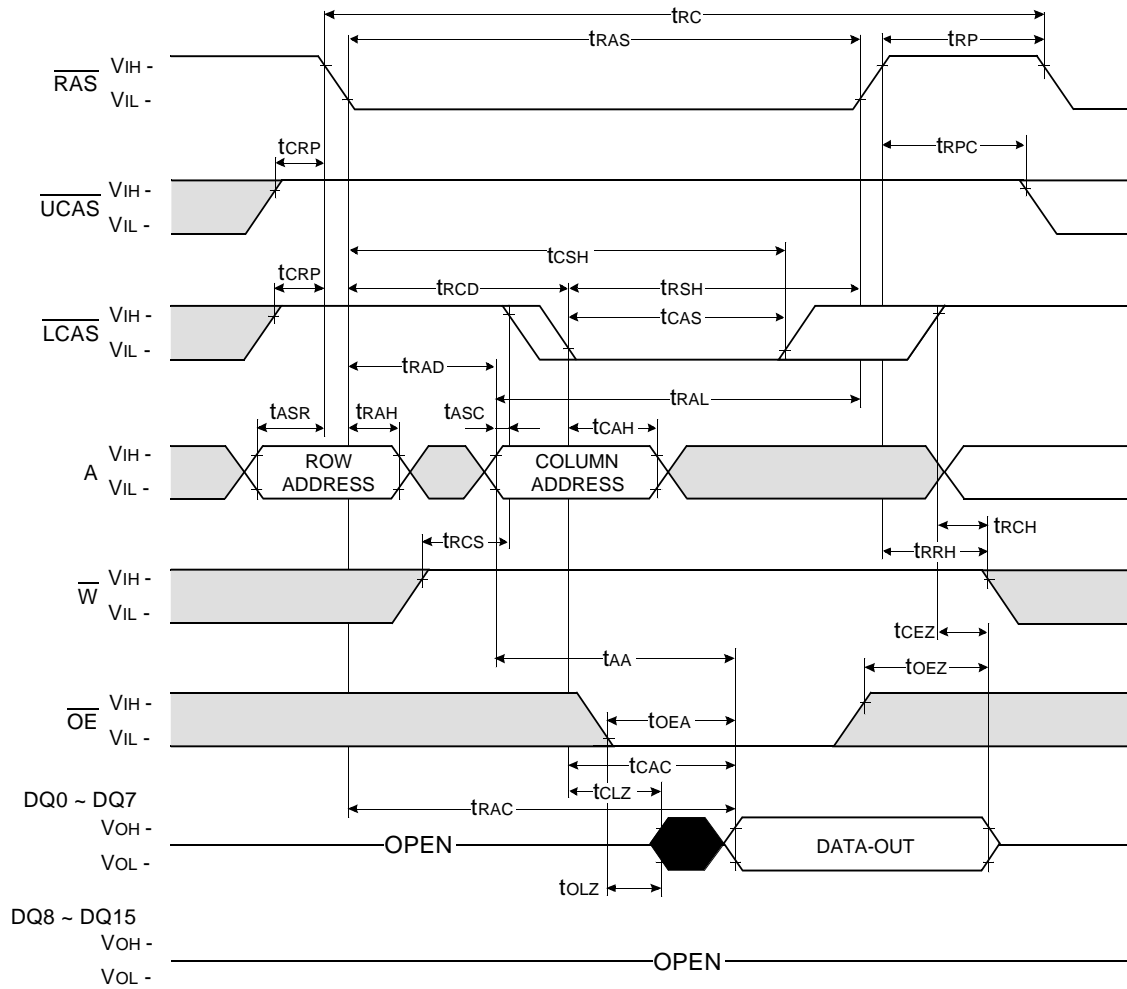 tRC
tRAS
tRP
RAS
VIH -
VIL -
tCRP
tRPC
UCAS
VIH -
VIL -
tCSH
tCRP
tRCD
tRSH
LCAS
VIH -
VIL -
tCAS
tRAD
tRAL
tASR
tRAH
tASC
tCAH
A
VIH -
VIL -
ROW
ADDRESS
COLUMN
ADDRESS
tRCH
tRCS
tRRH
W
VIH -
VIL -
tCEZ
tAA
tOEZ
OE
VIH -
VIL -
tOEA
tCAC
tCLZ
DQ0 ~ DQ7
tRAC
VOH -
VOL -
OPEN
DATA-OUT
tOLZ
DQ8 ~ DQ15
VOH -
VOL -
OPEN